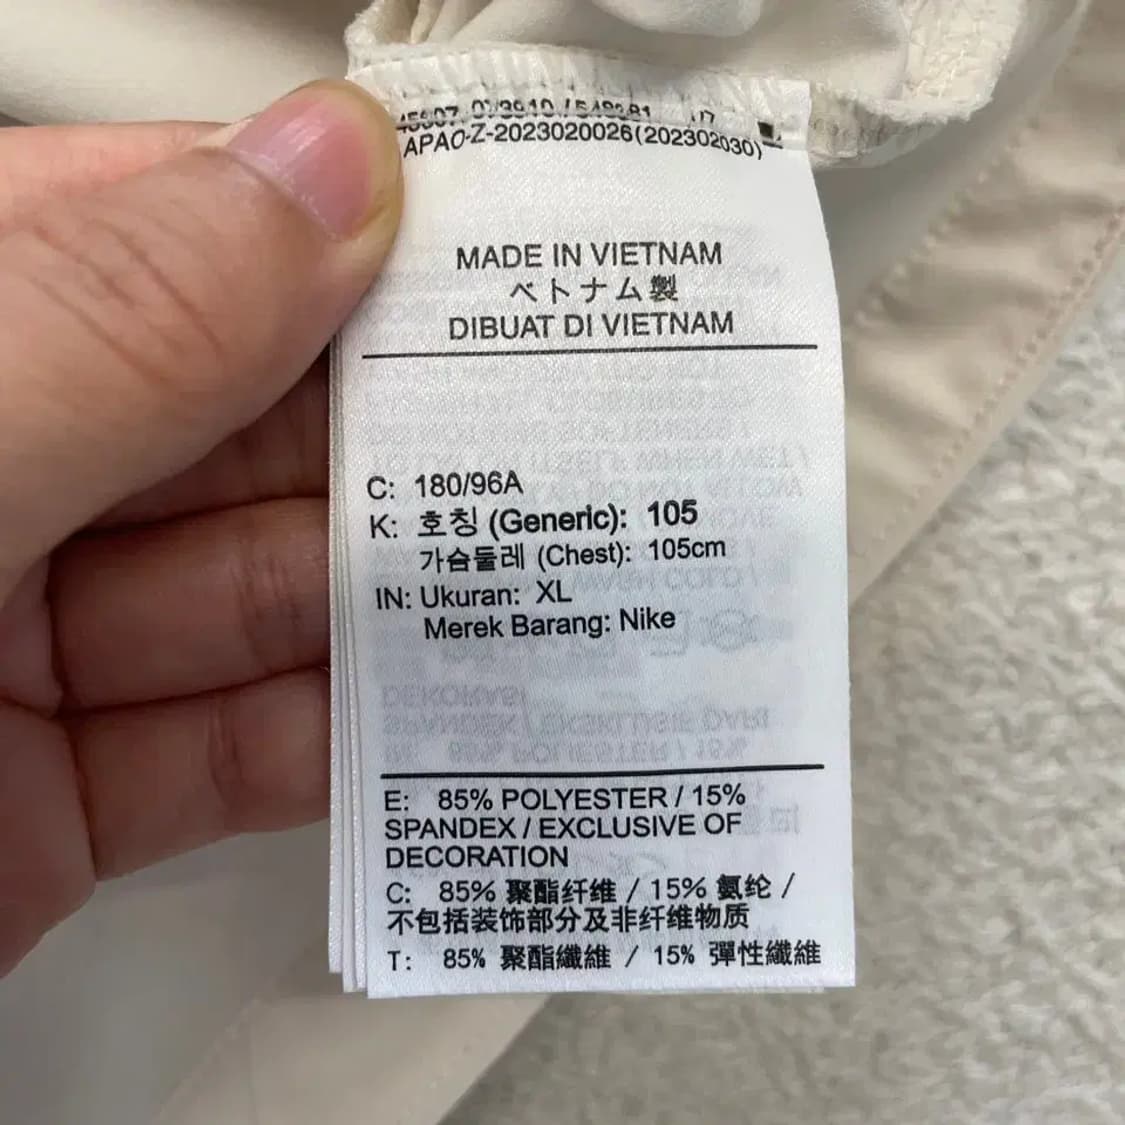 APAC-Z-2023020026(202302030)
MADE IN VIETNAM
ベトナム製
DIBUAT DI VIETNAM
C: 180/96A
K: 호칭 (Generic): 105
가슴둘레 (Chest): 105cm
IN: Ukuran: XL
Merek Barang: Nike
E: 85% POLYESTER / 15%
SPANDEX / EXCLUSIVE OF
DECORATION
C: 85% 聚酯纤维 / 15% 氨纶 /
不包括装饰部分及非纤维物质
T: 85% 聚酯纖維 / 15% 彈性纖維